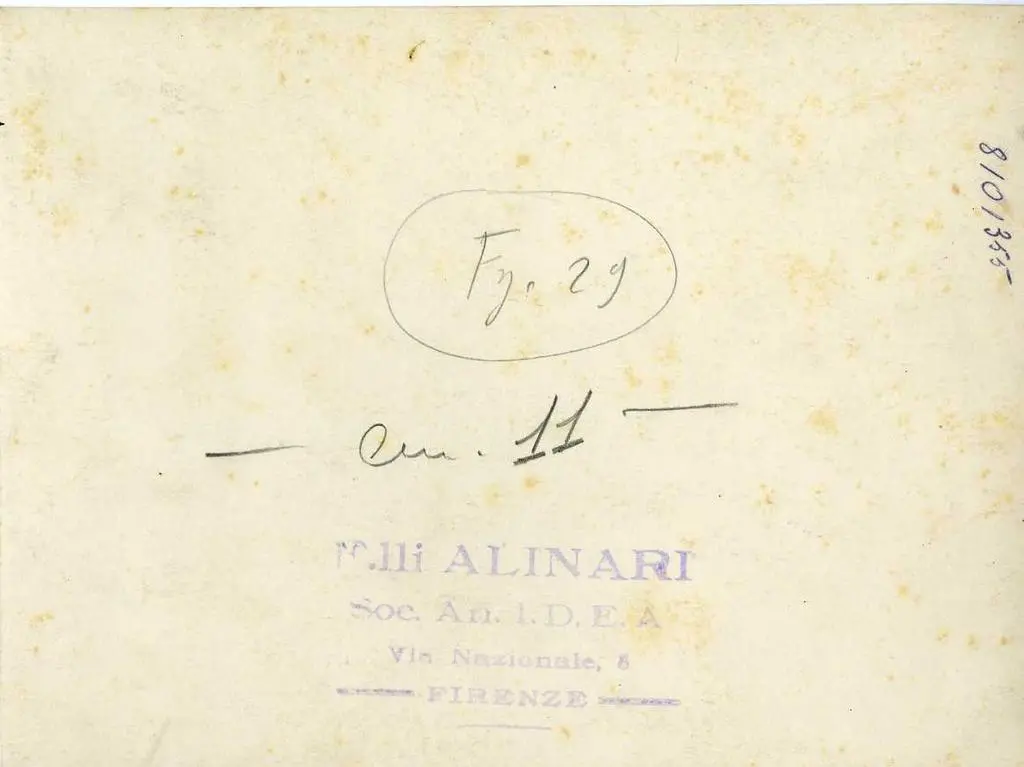 8101355
Fig. 29
— cm. 11 —
F.lli ALINARI
Soc. An. I. D. E. A
Via Nazionale, 8
FIRENZE